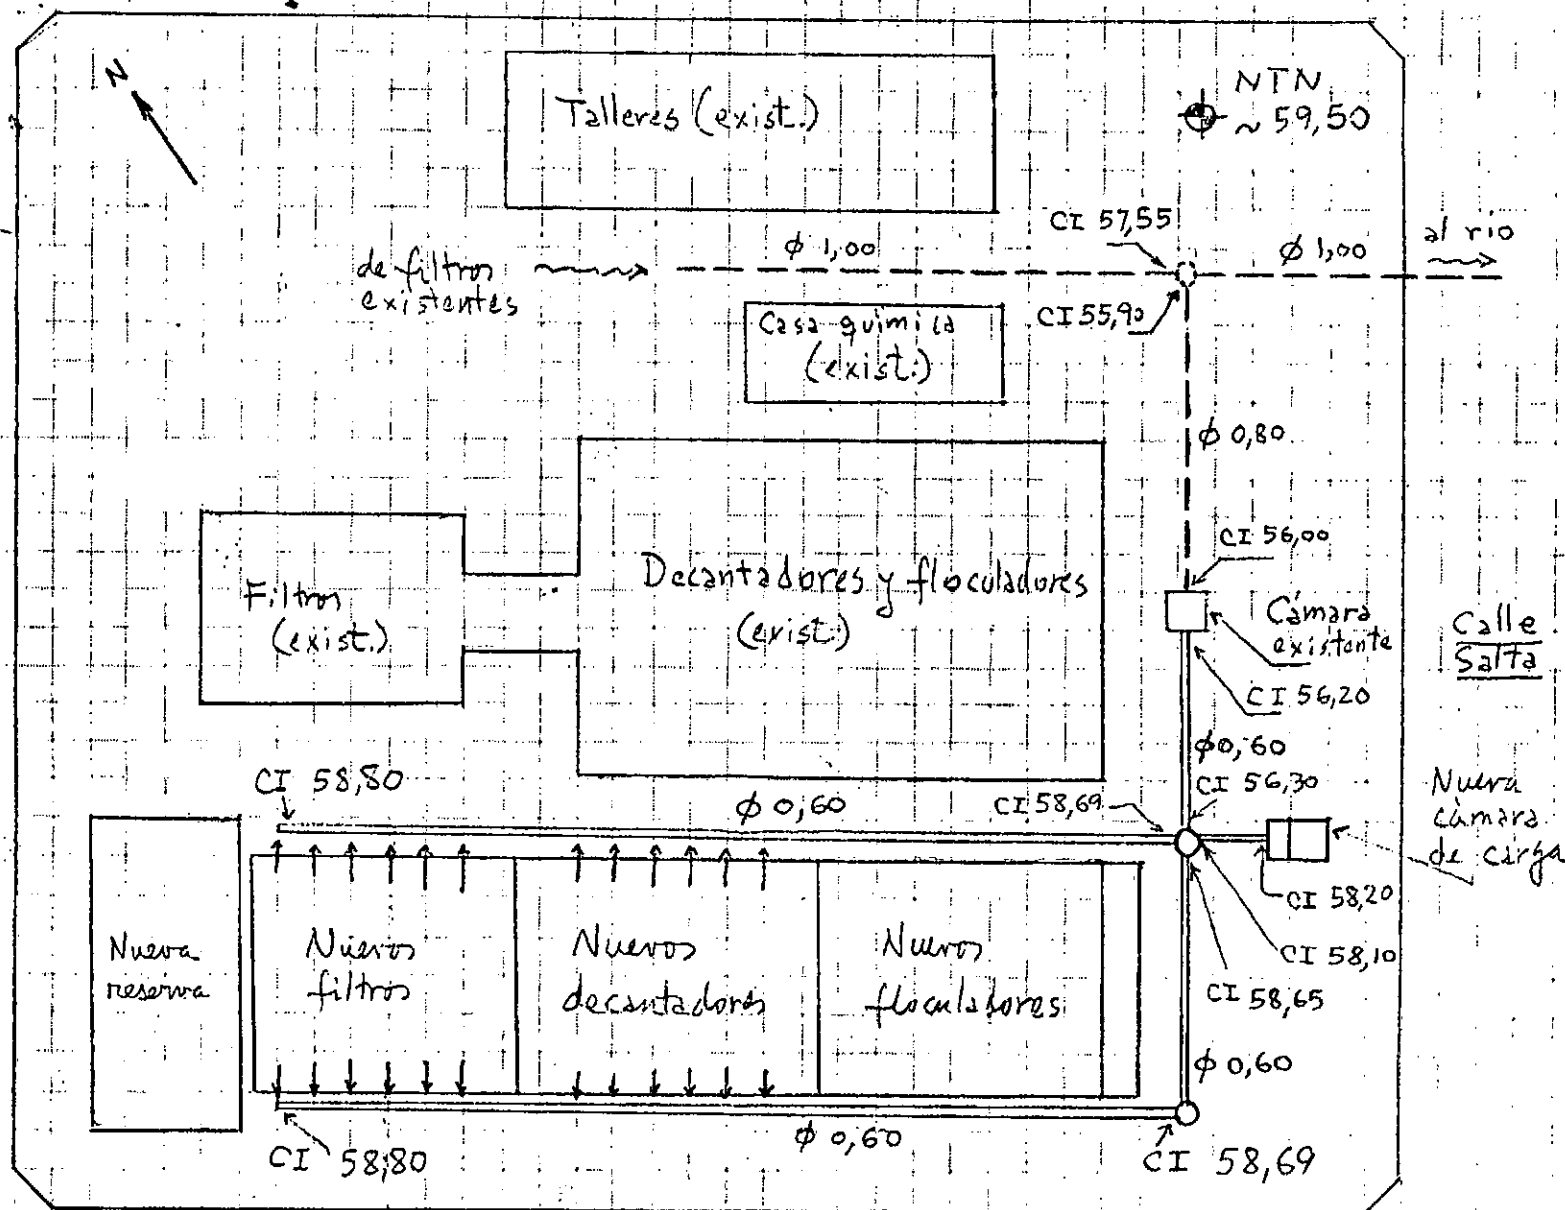 N
Talleres (exist.)
NTN
~ 59,50
CI 57,55
al rio
φ 1,00
φ 1,00
de filtros
existentes
CI 55,90
Casa química
(exist.)
φ 0,80
CI 56,00
Filtros
(exist.)
Decantadores y floculadores
(exist.)
Cámara
existente
Calle
Salta
CI 56,20
φ 0,60
CI 58,80
φ 0,60
CI 58,69
CI 56,30
Nueva
cámara
de carga
CI 58,20
Nueva
reserva
Nuevos
filtros
Nuevos
decantadores
Nuevos
floculadores
CI 58,10
CI 58,65
φ 0,60
φ 0,60
CI 58,80
CI 58,69